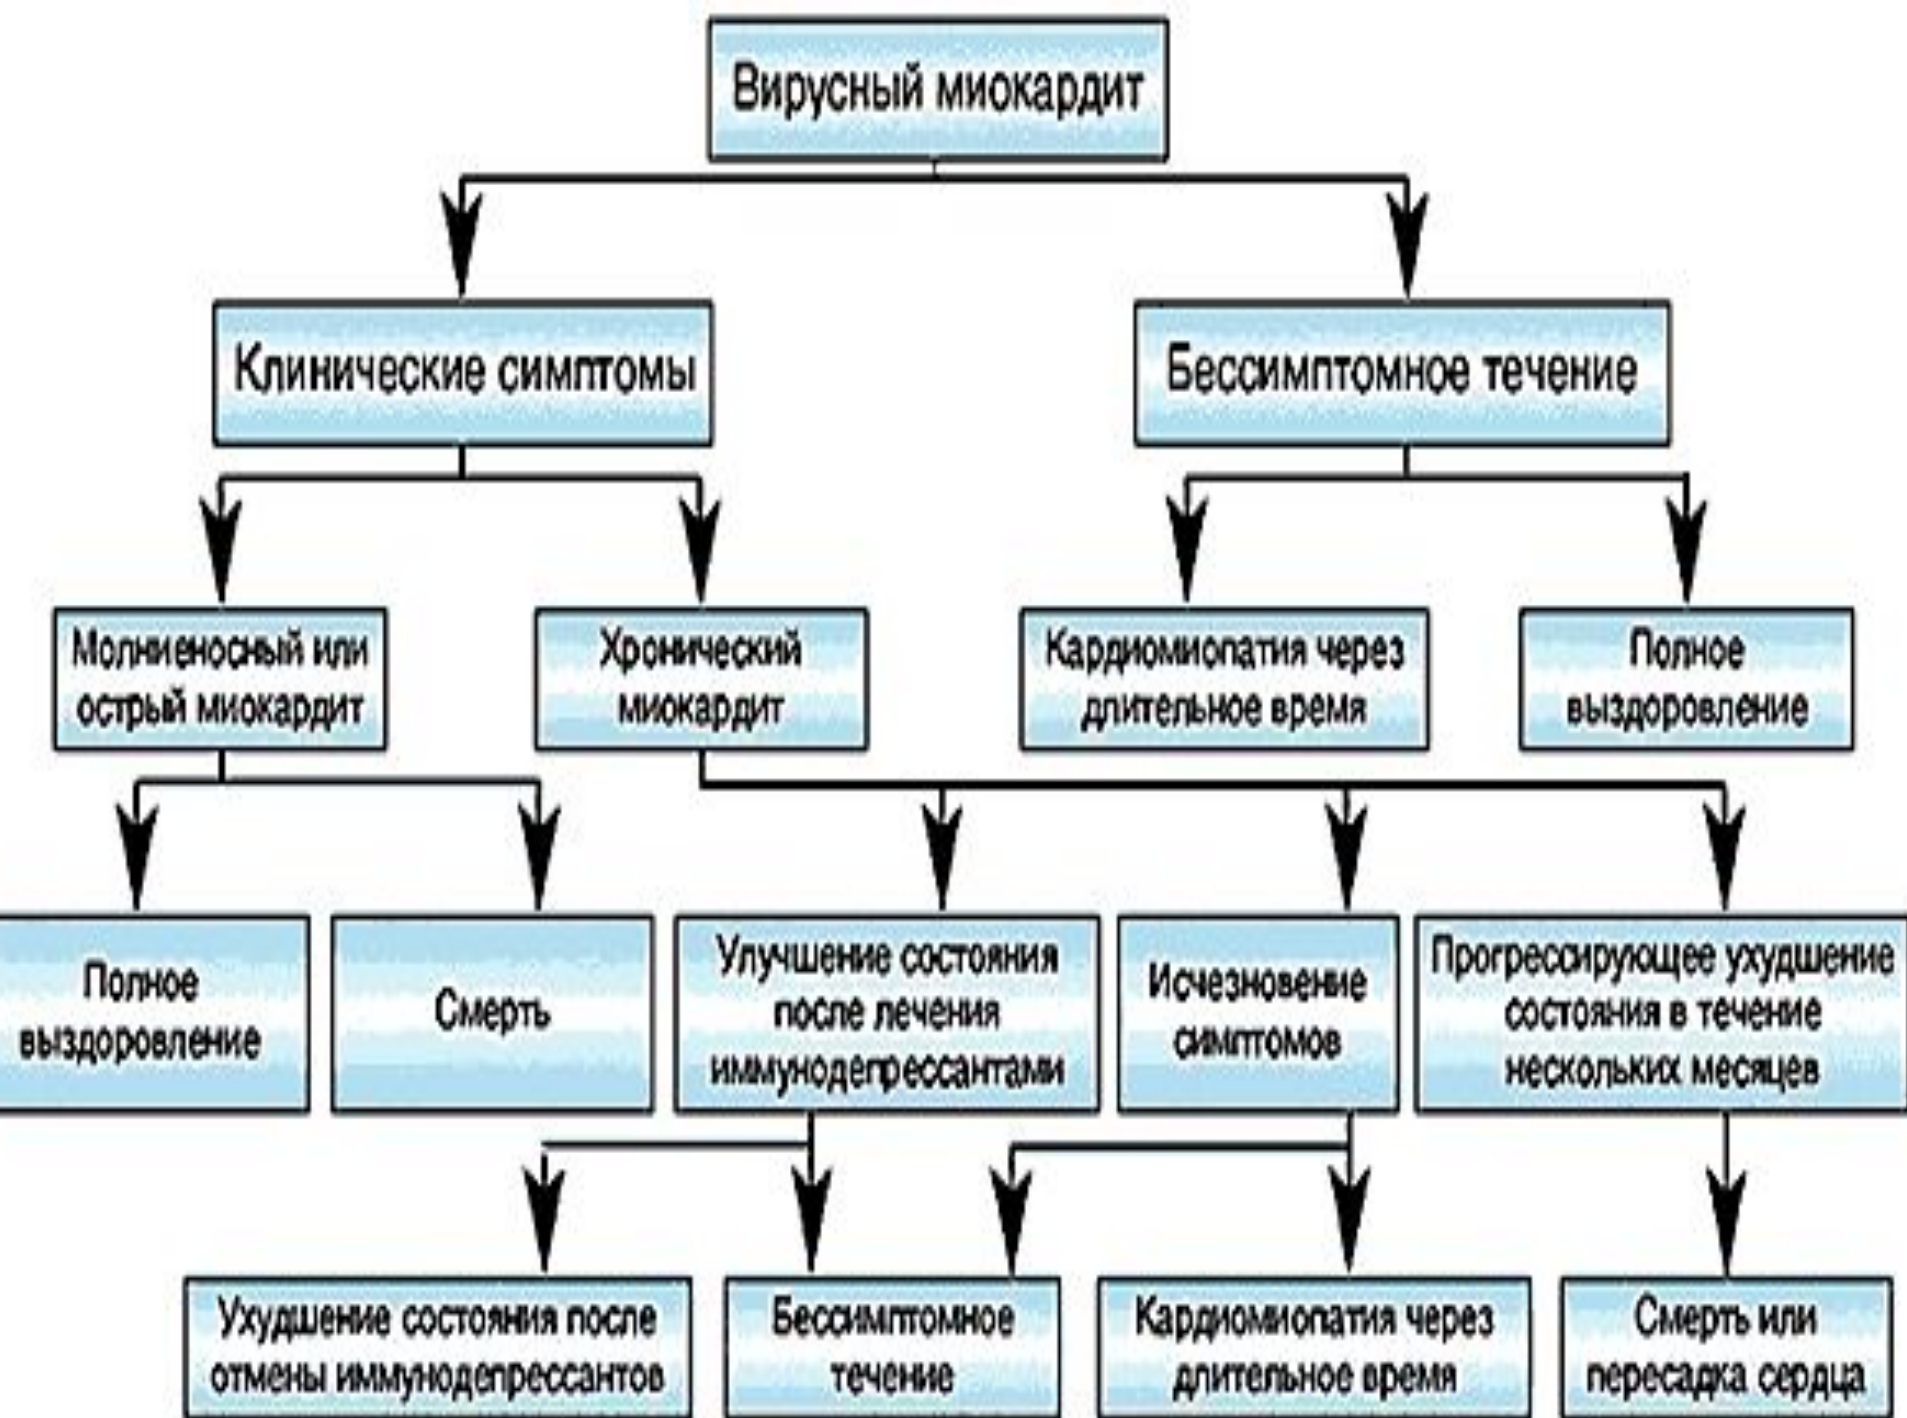 Вирусный миокардит
Клинические симптомы
Бессимптомное течение
Молниеносный или
острый миокардит
Хронический
миокардит
Кардиомиопатия через
длительное время
Полное
выздоровление
Полное
выздоровление
Смерть
Улучшение состояния
после лечения
иммунодепрессантами
Исчезновение
симптомов
Прогрессирующее ухудшение
состояния в течение
нескольких месяцев
Ухудшение состояния после
отмены иммунодепрессантов
Бессимптомное
течение
Кардиомиопатия через
длительное время
Смерть или
пересадка сердца